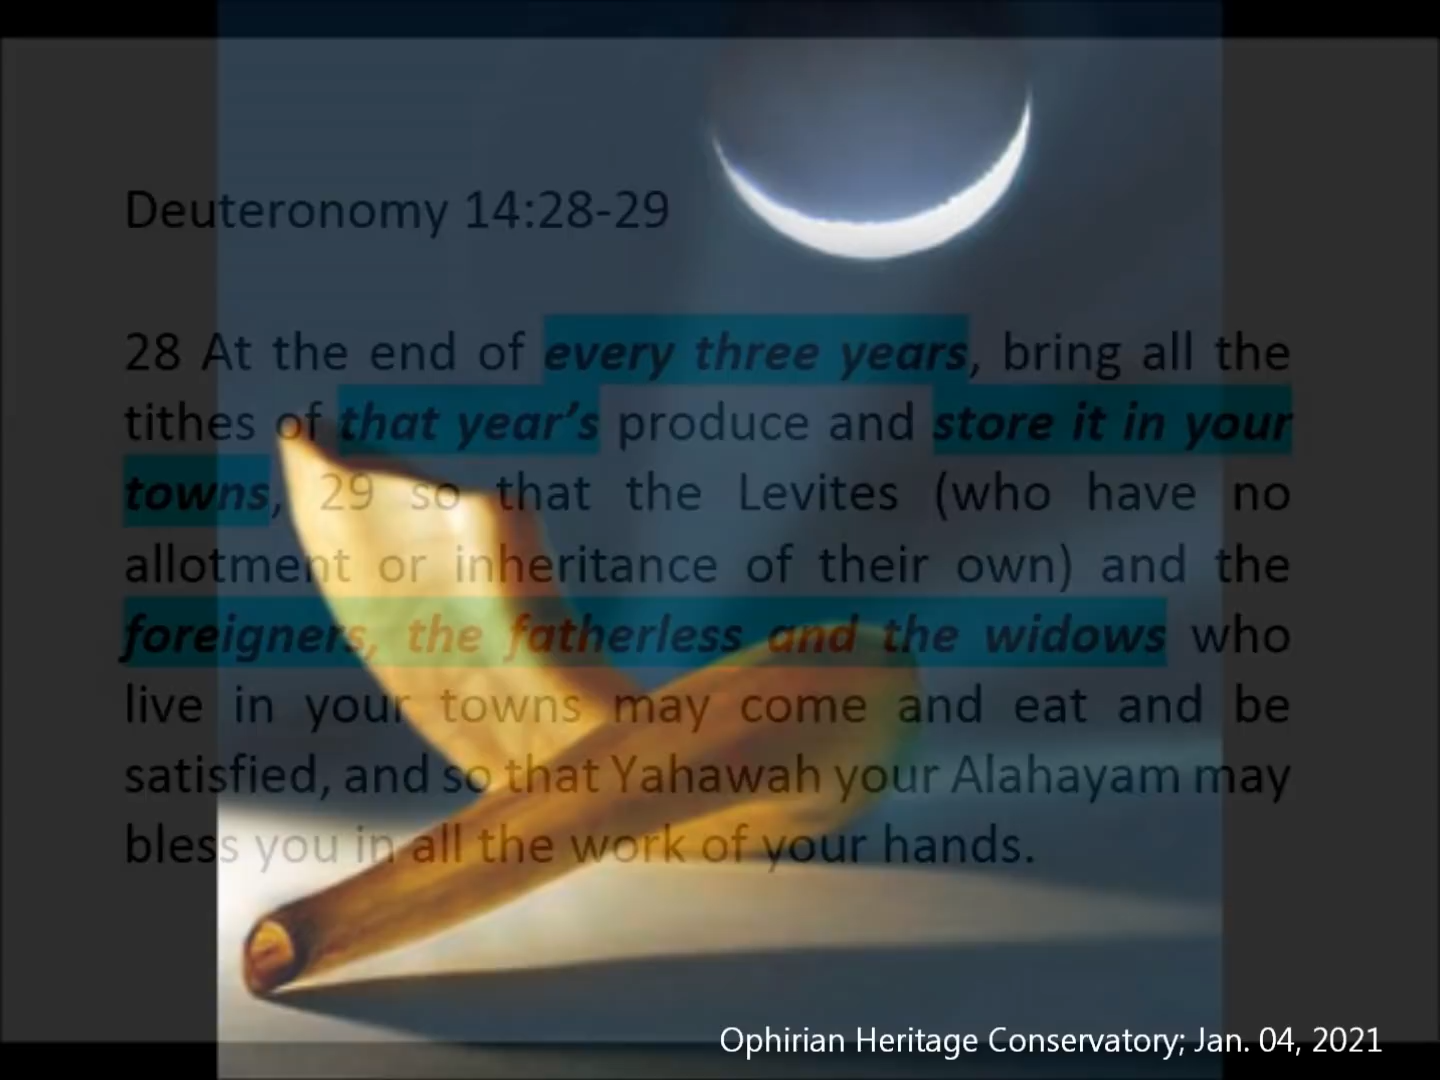 Deuteronomy 14:28-29
28 At the end of every three years, bring all the
tithes of that year’s produce and store it in your
towns, 29 so that the Levites (who have no
allotment or inheritance of their own) and the
foreigners, the fatherless and the widows who
live in your towns may come and eat and be
satisfied, and so that Yahawah your Alahayam may
bless you in all the work of your hands.
Ophirian Heritage Conservatory; Jan. 04, 2021